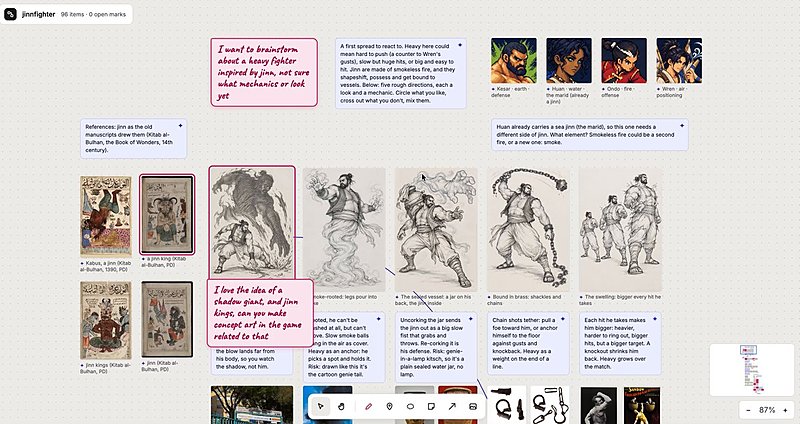 jinnfighter 96 items · 0 open marks
I want to brainstorm
about a heavy fighter
inspired by jinn, not sure
what mechanics or look
yet
A first spread to react to. Heavy here could
mean hard to push (a counter to Wren's
gusts), slow but huge hits, or big and easy to
hit. Jinn are made of smokeless fire, and they
shapeshift, possess and get bound to
vessels. Below: five rough directions, each a
look and a mechanic. Circle what you like,
cross out what you don't, mix them.
Kesar · earth ·
defense
Huan · water ·
the marid (already
a jinn)
Ondo · fire ·
offense
Wren · air ·
positioning
References: jinn as the old
manuscripts drew them (Kitab al-
Bulhan, the Book of Wonders, 14th
century).
Huan already carries a sea jinn (the marid), so this one needs a
different side of jinn. What element? Smokeless fire could be a second
fire, or a new one: smoke.
Kabus, a jinn (Kitab
al-Bulhan, 1390, PD)
a jinn king (Kitab
al-Bulhan, PD)
jinn kings (Kitab
al-Bulhan, PD)
jinn (Kitab al-
Bulhan, PD)
I love the idea of a
shadow giant, and jinn
kings, can you make
concept art in the game
related to that
the blow lands far from
his body, so you watch
the shadow, not him.
smoke-rooted: legs pour into
rooted, he can't be
pushed at all, but can't
move. Slow smoke balls
hang in the air as cover.
Heavy as an anchor: he
picks a spot and holds it.
Risk: drawn like this it's
the cartoon genie tail.
The sealed vessel: a jar on his
back, the jinn inside
Uncorking the jar sends
the jinn out as a big slow
fist that grabs and
throws. Re-corking it is
his defense. Risk: genie-
in-a-lamp kitsch, so it's a
plain sealed water jar, no
lamp.
Bound in brass: shackles and
chains
Chain shots tether: pull a
foe toward him, or anchor
himself to the floor
against gusts and
knockback. Heavy as a
weight on the end of a
line.
The swelling: bigger every hit he
takes
Each hit he takes makes
him bigger: heavier,
harder to ring out, bigger
hits, but a bigger target. A
knockout shrinks him
back. Heavy grows over
the match.
− 87% +